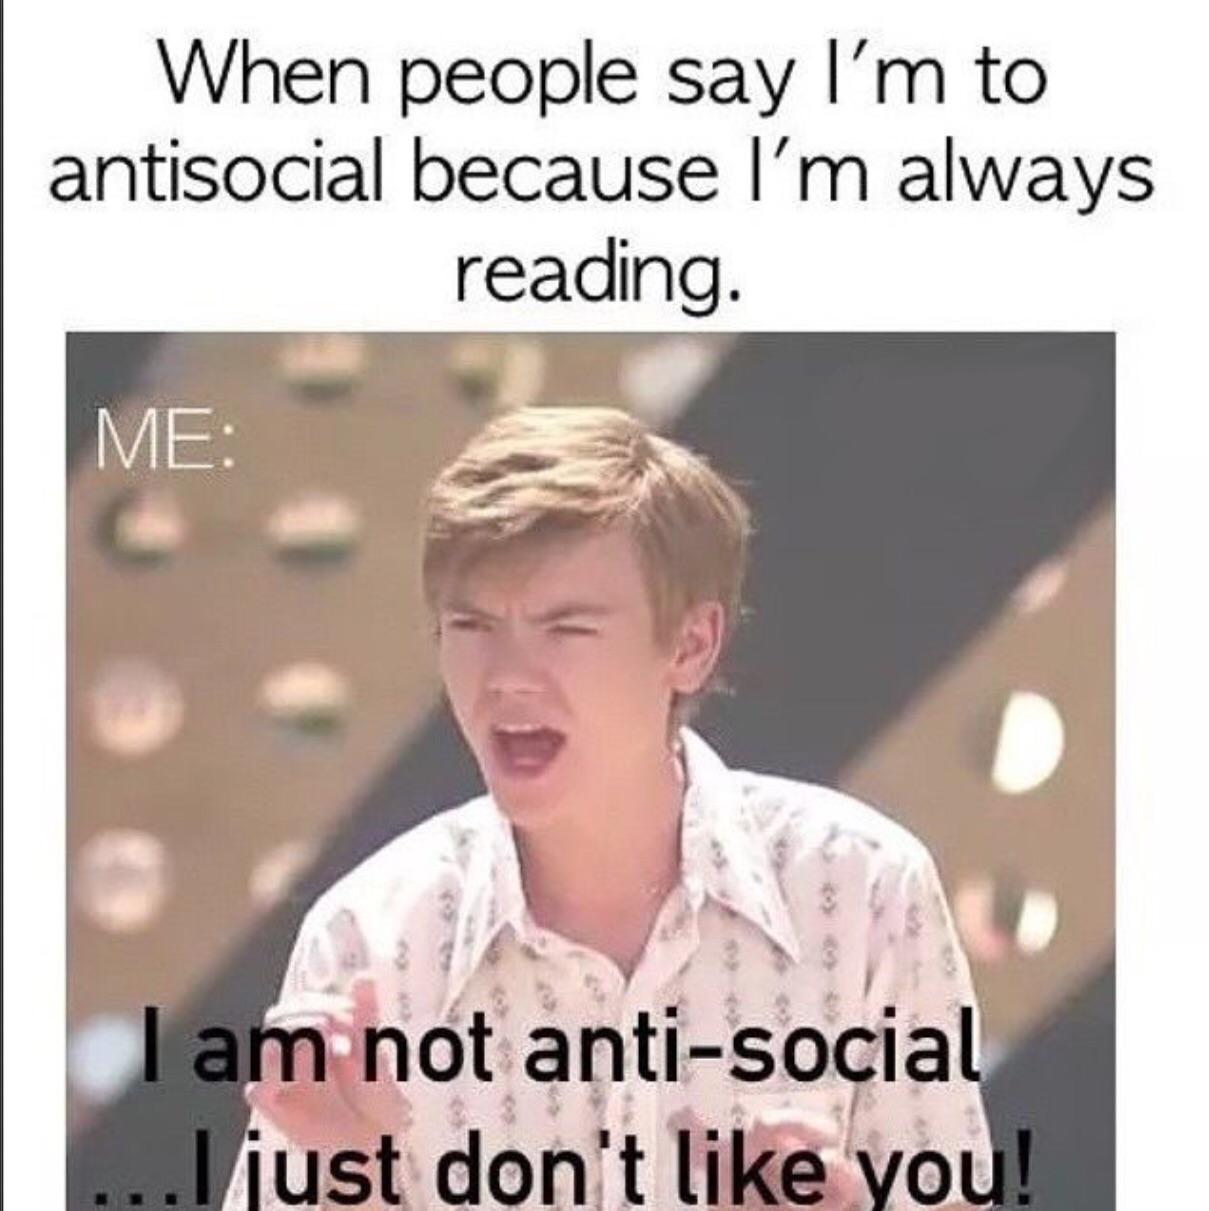 When people say I'm to
antisocial because I'm always
reading.
ME:
I am not anti-social
...I just don't like you!